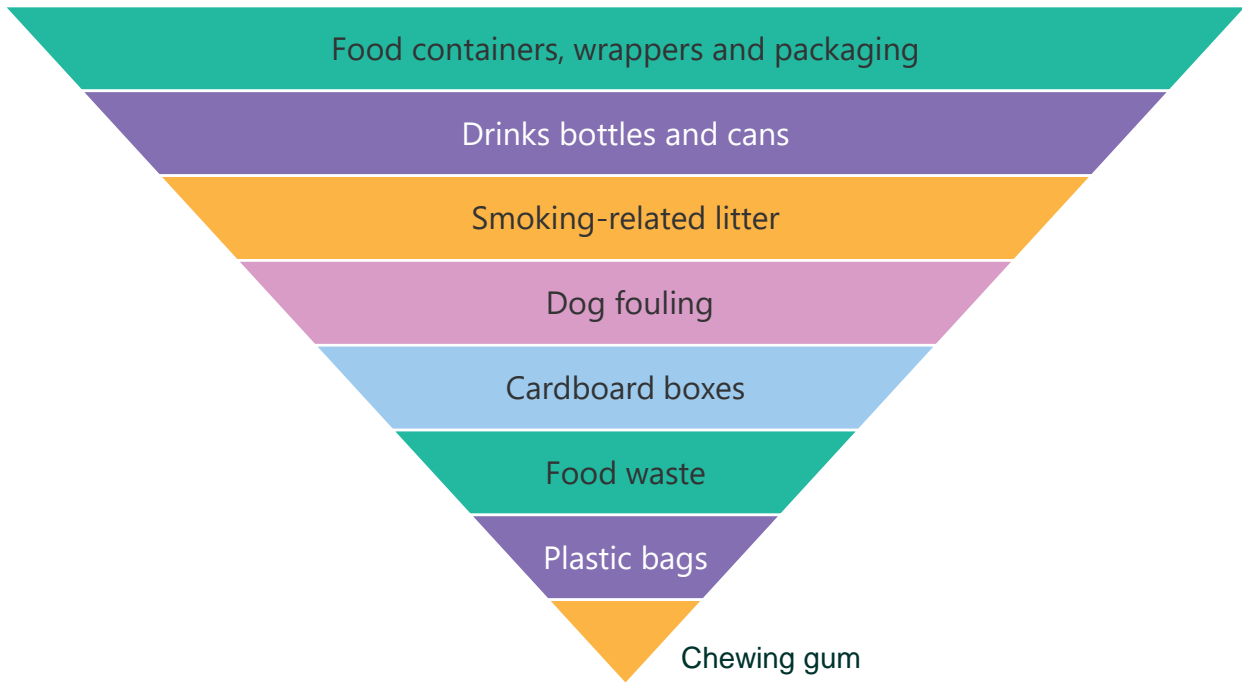 Food containers, wrappers and packaging
Drinks bottles and cans
Smoking-related litter
Dog fouling
Cardboard boxes
Food waste
Plastic bags
Chewing gum